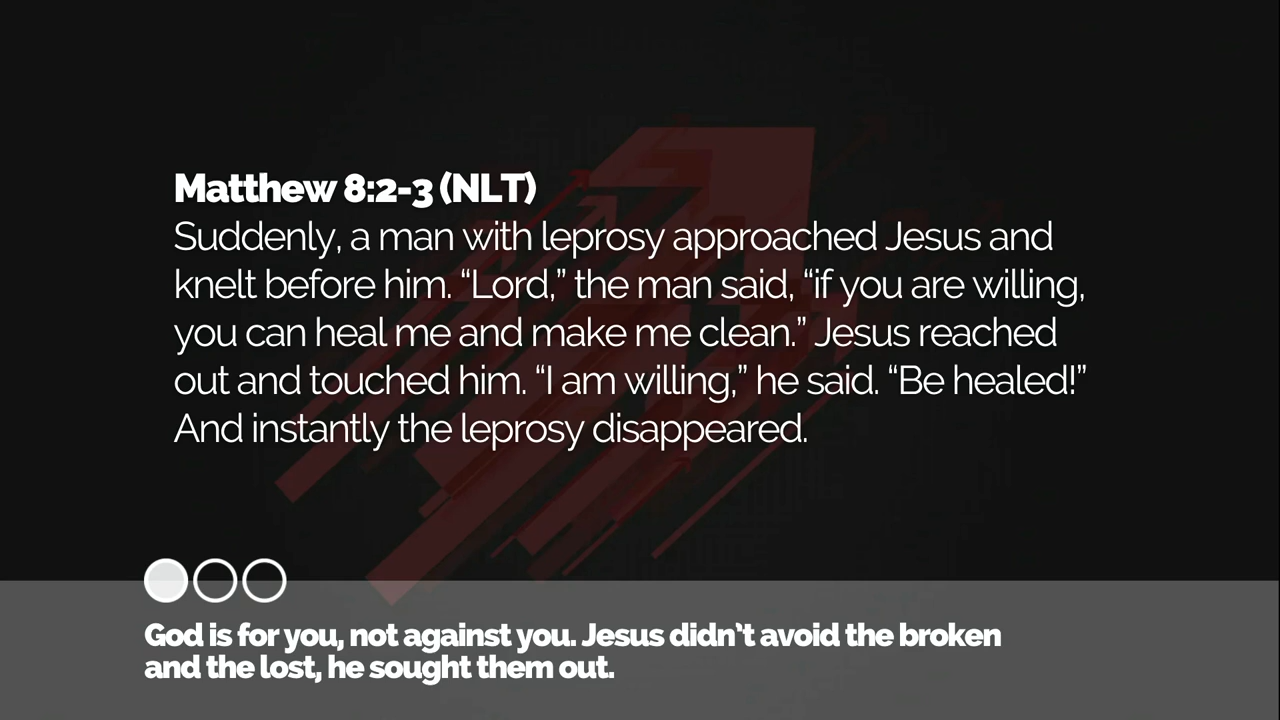 Matthew 8:2-3 (NLT)
Suddenly, a man with leprosy approached Jesus and
knelt before him. “Lord,” the man said, “if you are willing,
you can heal me and make me clean.” Jesus reached
out and touched him. “I am willing,” he said. “Be healed!”
And instantly the leprosy disappeared.
God is for you, not against you. Jesus didn’t avoid the broken
and the lost, he sought them out.